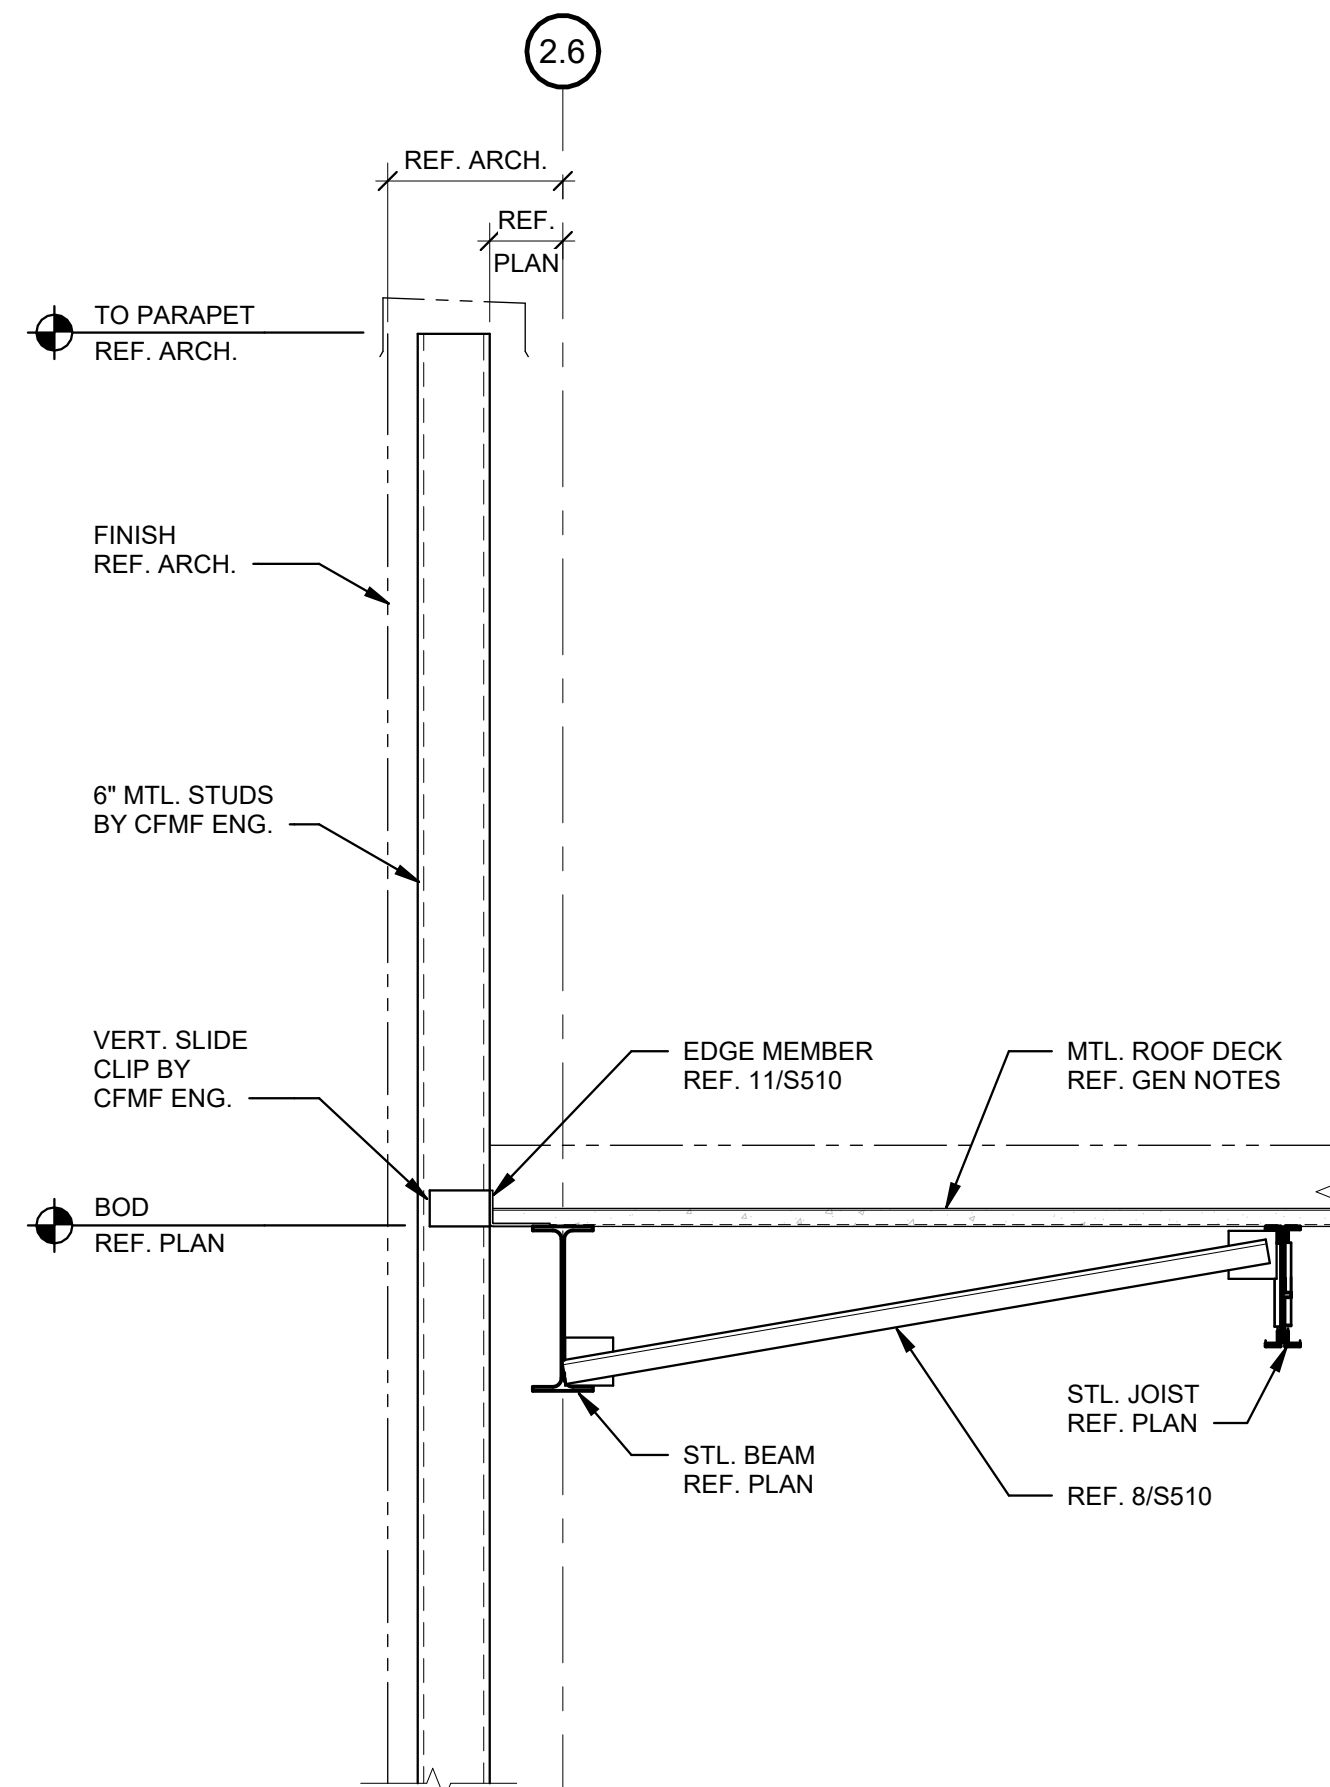 2.6
REF. ARCH.
REF.
PLAN
TO PARAPET
REF. ARCH.
FINISH
REF. ARCH.
6" MTL. STUDS
BY CFMF ENG.
VERT. SLIDE
CLIP BY
CFMF ENG.
EDGE MEMBER
REF. 11/S510
MTL. ROOF DECK
REF. GEN NOTES
BOD
REF. PLAN
STL. JOIST
REF. PLAN
STL. BEAM
REF. PLAN
REF. 8/S510